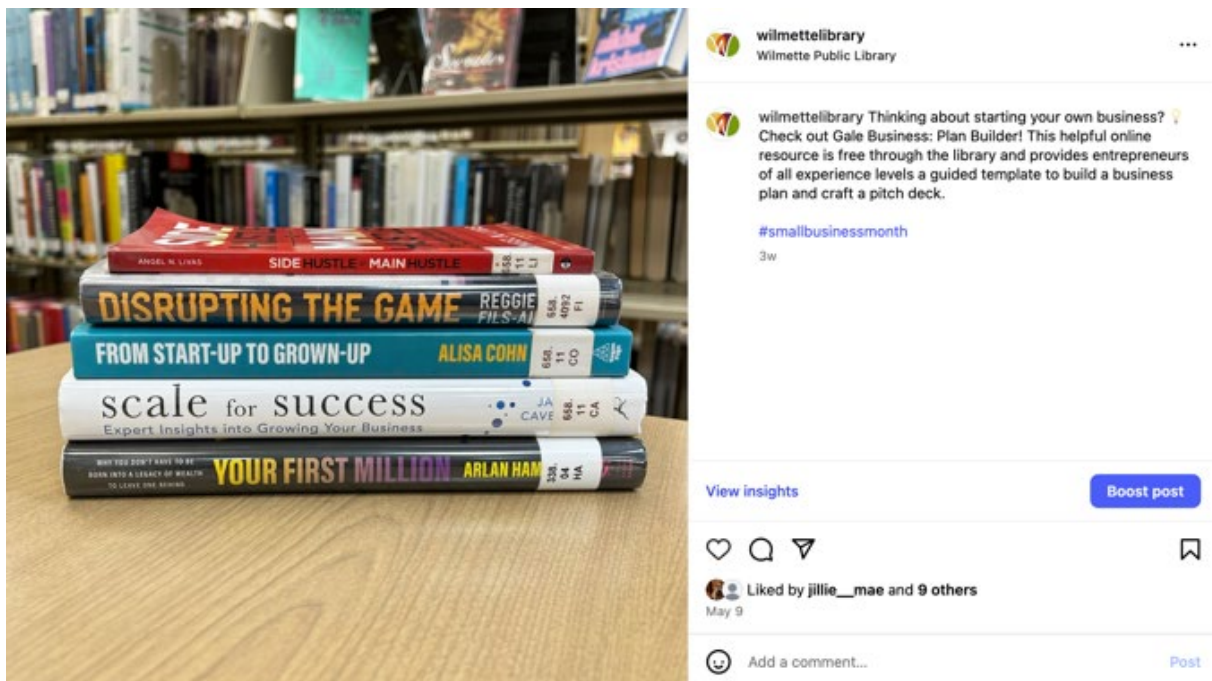 SIDE HUSTLE MAIN HUSTLE
ANGEL N. LIVAS
658.
11
LI
DISRUPTING THE GAME
REGGIE
FILS-AI
658.
4092
FI
FROM START-UP TO GROWN-UP
ALISA COHN
658.
11
CO
scale for success
Expert Insights into Growing Your Business
JA
CAVE
658.
11
CA
WHY YOU DON'T HAVE TO BE
BORN INTO A LEGACY OF WEALTH
TO LEAVE ONE BEHIND
YOUR FIRST MILLION
ARLAN HAM
338.
04
HA
wilmettelibrary
Wilmette Public Library
wilmettelibrary Thinking about starting your own business? 💡
Check out Gale Business: Plan Builder! This helpful online
resource is free through the library and provides entrepreneurs
of all experience levels a guided template to build a business
plan and craft a pitch deck.
#smallbusinessmonth
3w
View insights
Boost post
Liked by jillie__mae and 9 others
May 9
Add a comment...
Post